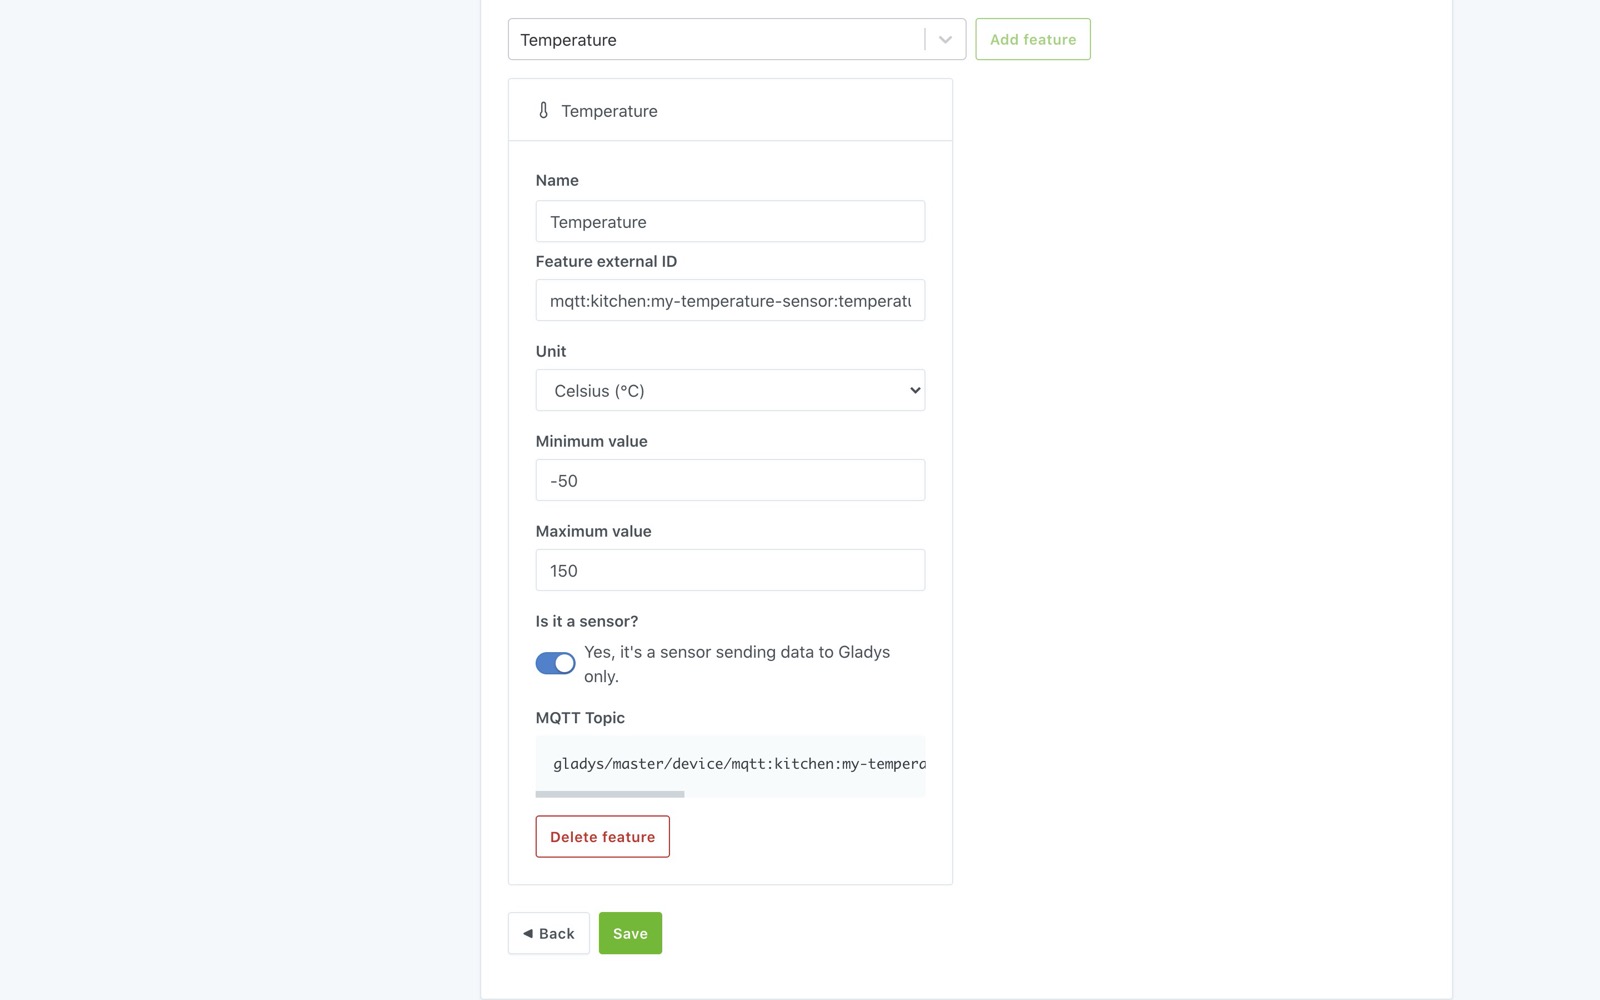 Temperature
Add feature
Temperature
Name
Temperature
Feature external ID
mqtt:kitchen:my-temperature-sensor:temperatu
Unit
Celsius (°C)
Minimum value
-50
Maximum value
150
Is it a sensor?
Yes, it's a sensor sending data to Gladys
only.
MQTT Topic
gladys/master/device/mqtt:kitchen:my-tempera
Delete feature
◄ Back
Save